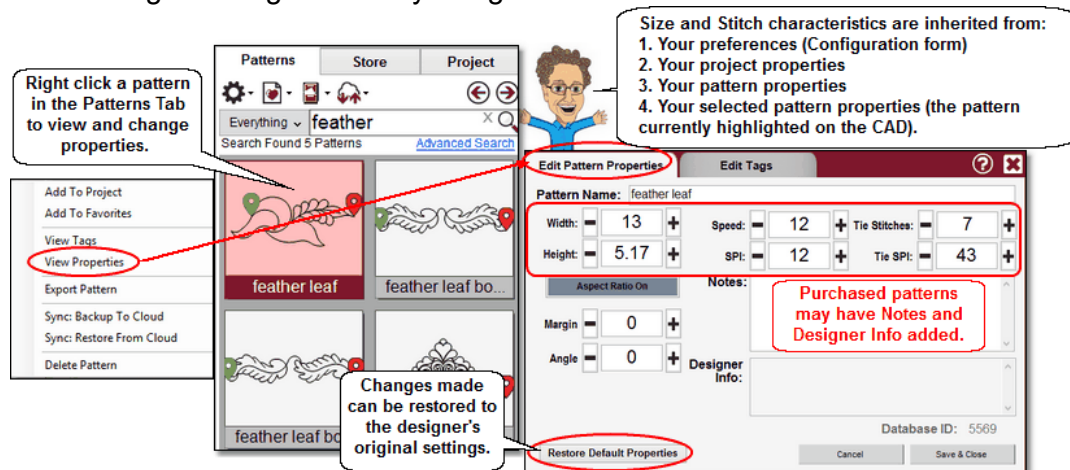 Size and Stitch characteristics are inherited from:
1. Your preferences (Configuration form)
2. Your project properties
3. Your pattern properties
4. Your selected pattern properties (the pattern
currently highlighted on the CAD).
Right click a pattern
in the Patterns Tab
to view and change
properties.
Patterns
Store
Project
Everything
feather
X
Search Found 5 Patterns
Advanced Search
Add To Project
Add To Favorites
View Tags
View Properties
Export Pattern
Sync: Backup To Cloud
Sync: Restore From Cloud
Delete Pattern
feather leaf
feather leaf bo...
feather leaf bo
Edit Pattern Properties
Edit Tags
?
Pattern Name: feather leaf
Width: 13
Speed: 12
Tie Stitches: 7
Height: 5.17
SPI: 12
Tie SPI: 43
Aspect Ratio On
Notes:
Purchased patterns
may have Notes and
Designer Info added.
Margin 0
Angle 0
Designer
Info:
Changes made
can be restored to
the designer's
original settings.
Database ID: 5569
Restore Default Properties
Cancel
Save & Close